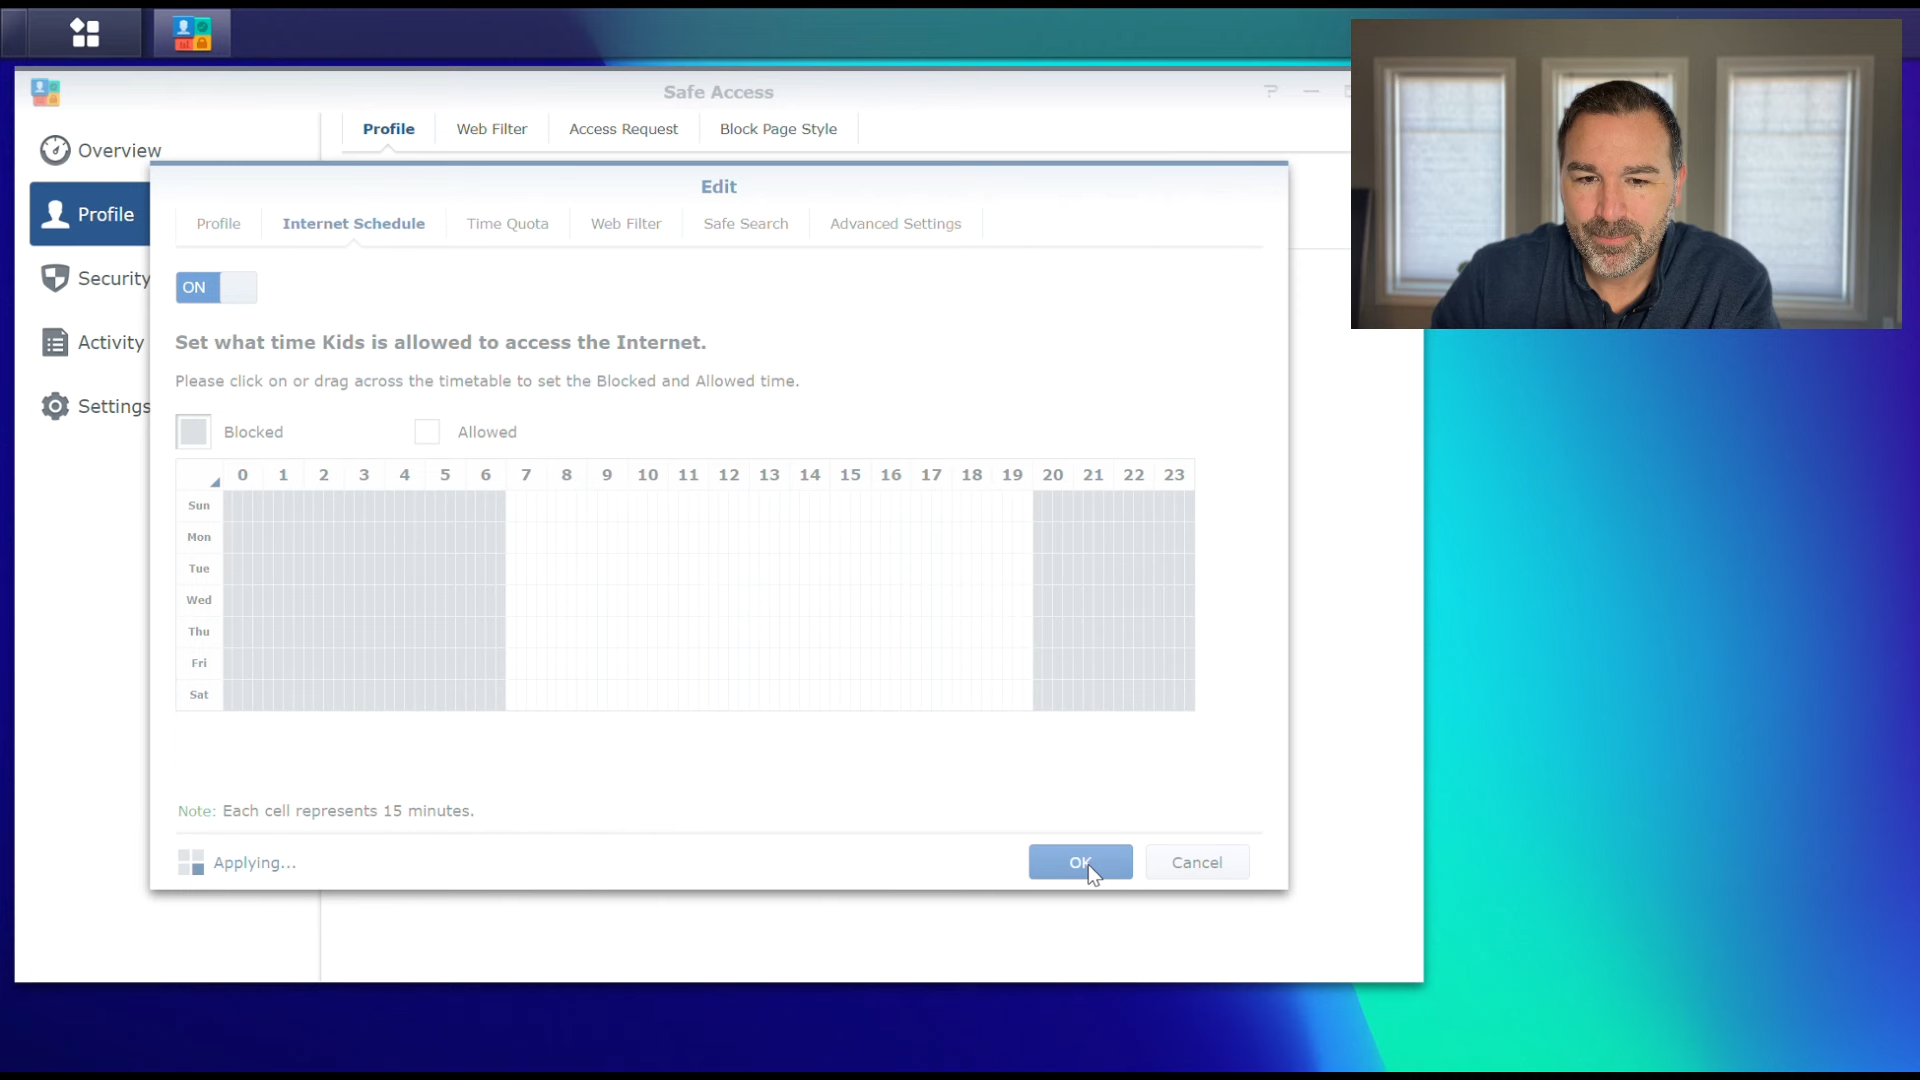 Safe Access
Overview
Profile
Security
Activity
Settings
Profile Web Filter Access Request Block Page Style
Edit
Profile Internet Schedule Time Quota Web Filter Safe Search Advanced Settings
ON
Set what time Kids is allowed to access the Internet.
Please click on or drag across the timetable to set the Blocked and Allowed time.
Blocked Allowed
0 1 2 3 4 5 6 7 8 9 10 11 12 13 14 15 16 17 18 19 20 21 22 23
Sun
Mon
Tue
Wed
Thu
Fri
Sat
Note: Each cell represents 15 minutes.
Applying...
OK Cancel